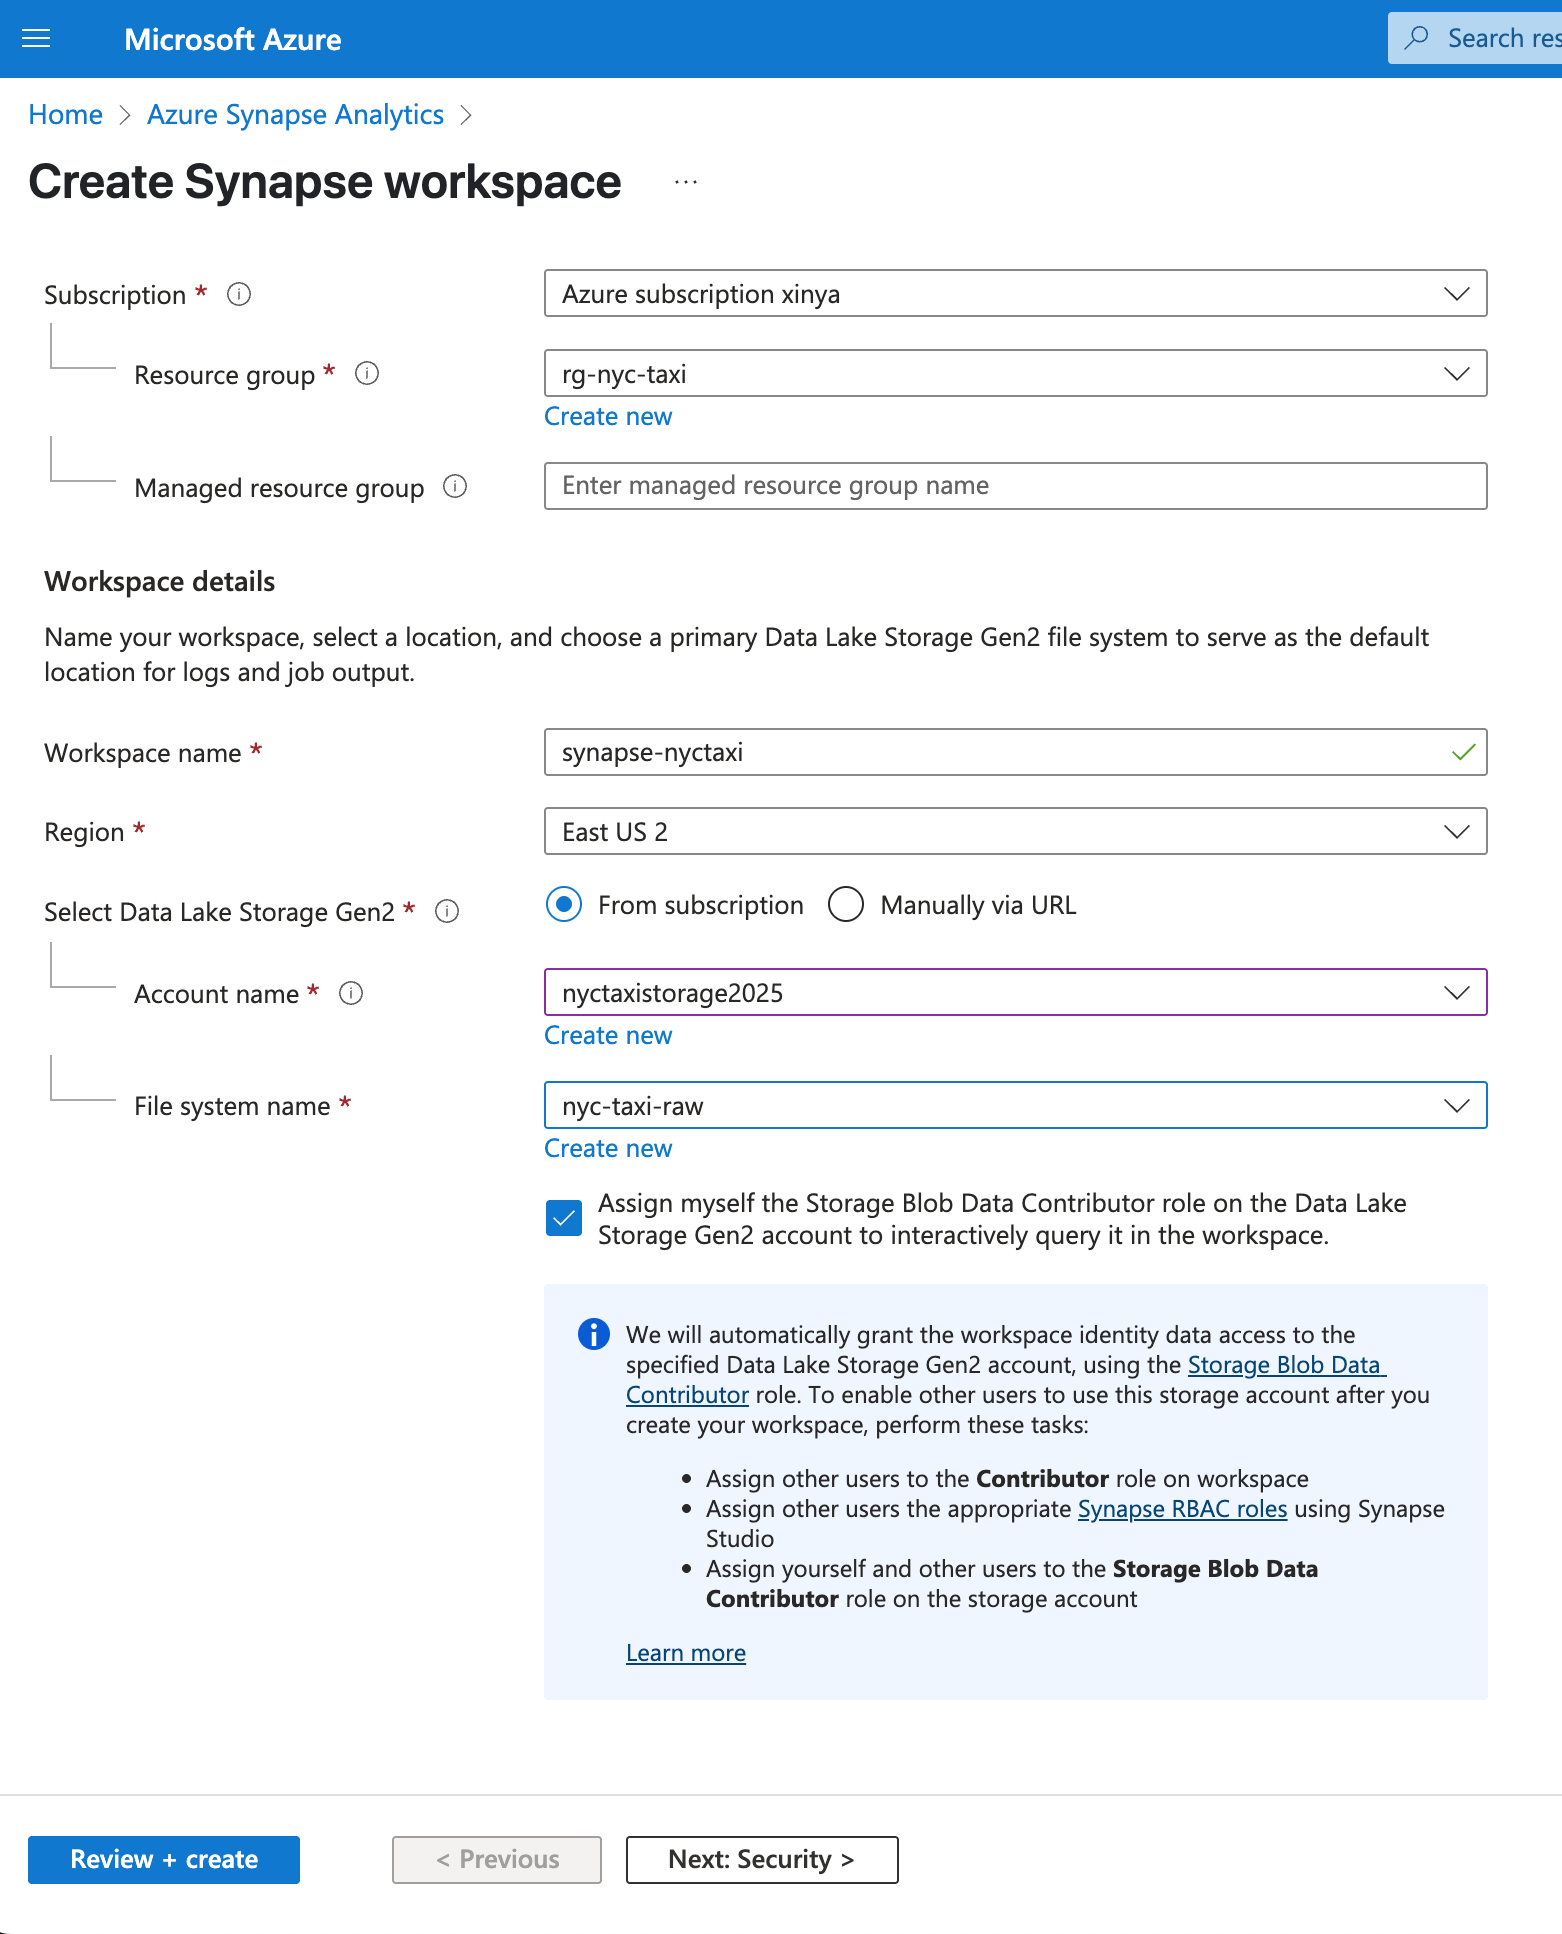 Microsoft Azure
Search res
Home > Azure Synapse Analytics >
Create Synapse workspace ...
Subscription *
Azure subscription xinya
Resource group *
rg-nyc-taxi
Create new
Managed resource group
Enter managed resource group name
Workspace details
Name your workspace, select a location, and choose a primary Data Lake Storage Gen2 file system to serve as the default
location for logs and job output.
Workspace name *
synapse-nyctaxi
Region *
East US 2
Select Data Lake Storage Gen2 *
From subscription
Manually via URL
Account name *
nyctaxistorage2025
Create new
File system name *
nyc-taxi-raw
Create new
Assign myself the Storage Blob Data Contributor role on the Data Lake
Storage Gen2 account to interactively query it in the workspace.
We will automatically grant the workspace identity data access to the
specified Data Lake Storage Gen2 account, using the Storage Blob Data
Contributor role. To enable other users to use this storage account after you
create your workspace, perform these tasks:
• Assign other users to the Contributor role on workspace
• Assign other users the appropriate Synapse RBAC roles using Synapse
Studio
• Assign yourself and other users to the Storage Blob Data
Contributor role on the storage account
Learn more
Review + create
< Previous
Next: Security >